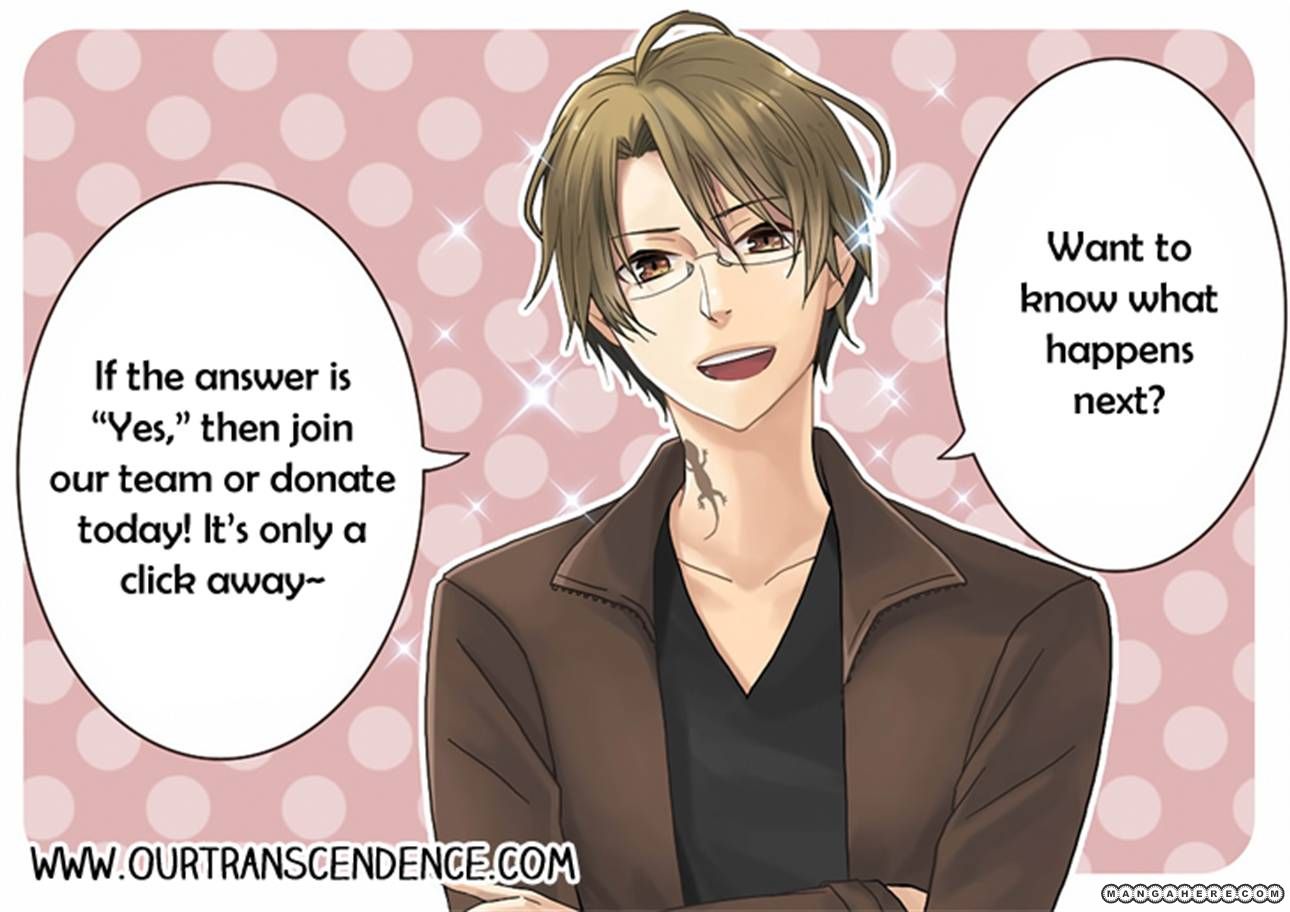 Want to
know what
happens
next?
If the answer is
“Yes,” then join
our team or donate
today! It’s only a
click away~
WWW.OURTRANSCENDENCE.COM
MANGAHERE.COM